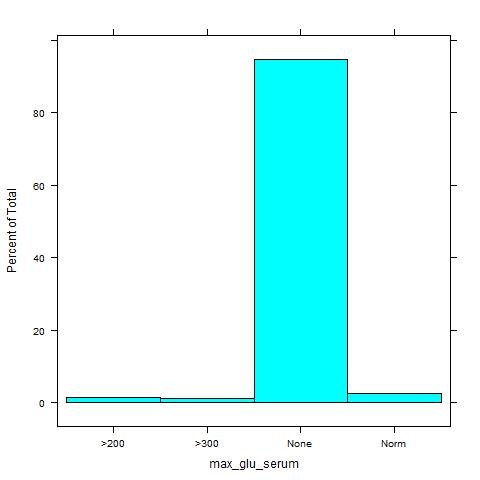 Percent of Total
80
60
40
20
0
>200 >300 None Norm
max_glu_serum